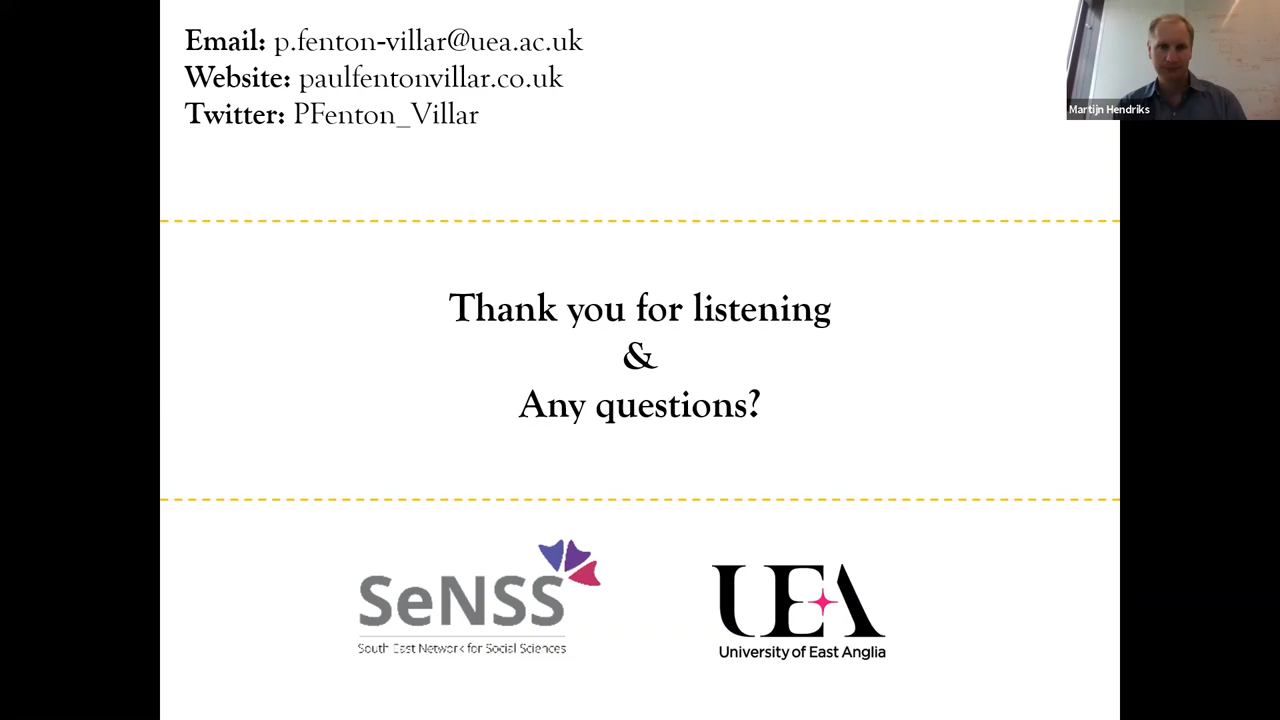 Email: p.fenton-villar@uea.ac.uk
Website: paulfentonvillar.co.uk
Twitter: PFenton_Villar
Martijn Hendriks
Thank you for listening
&
Any questions?
SeNSS
South East Network for Social Sciences
UEA
University of East Anglia